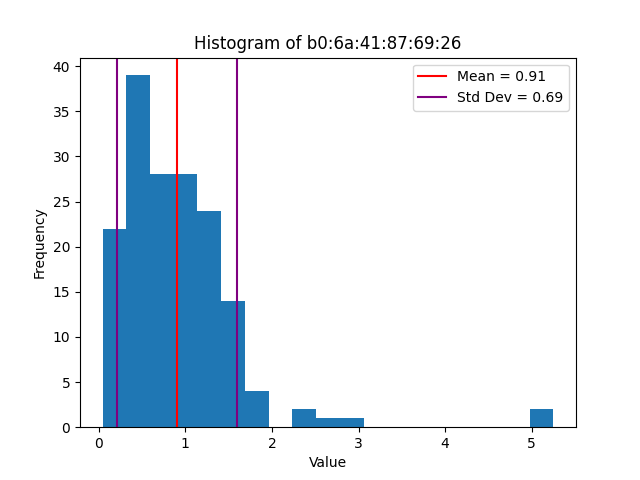 Histogram of b0:6a:41:87:69:26
Mean = 0.91
Std Dev = 0.69
40
35
30
25
20
15
10
5
0
Frequency
0 1 2 3 4 5
Value